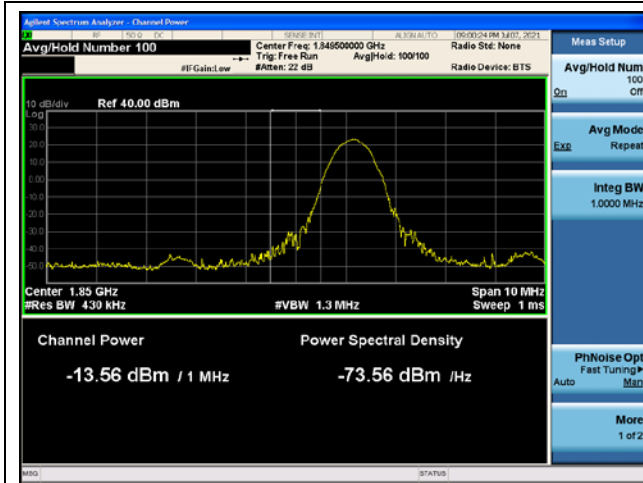 Agilent Spectrum Analyzer - Channel Power
RF 50 Ω DC SENSE:INT ALIGN AUTO 09:00:24 PM Jul 07, 2021
Avg/Hold Number 100 Center Freq: 1.849500000 GHz Radio Std: None
Trig: Free Run Avg|Hold: 100/100
#IFGain:Low #Atten: 22 dB Radio Device: BTS
10 dB/div Ref 40.00 dBm
Log
30.0
20.0
10.0
0.00
-10.0
-20.0
-30.0
-40.0
-50.0
Center 1.85 GHz Span 10 MHz
#Res BW 430 kHz #VBW 1.3 MHz Sweep 1 ms
Channel Power Power Spectral Density
-13.56 dBm / 1 MHz -73.56 dBm /Hz
MSG STATUS
Meas Setup
Avg/Hold Num
100
On Off
Avg Mode
Exp Repeat
Integ BW
1.0000 MHz
PhNoise Opt
Fast Tuning
Auto Man
More
1 of 2